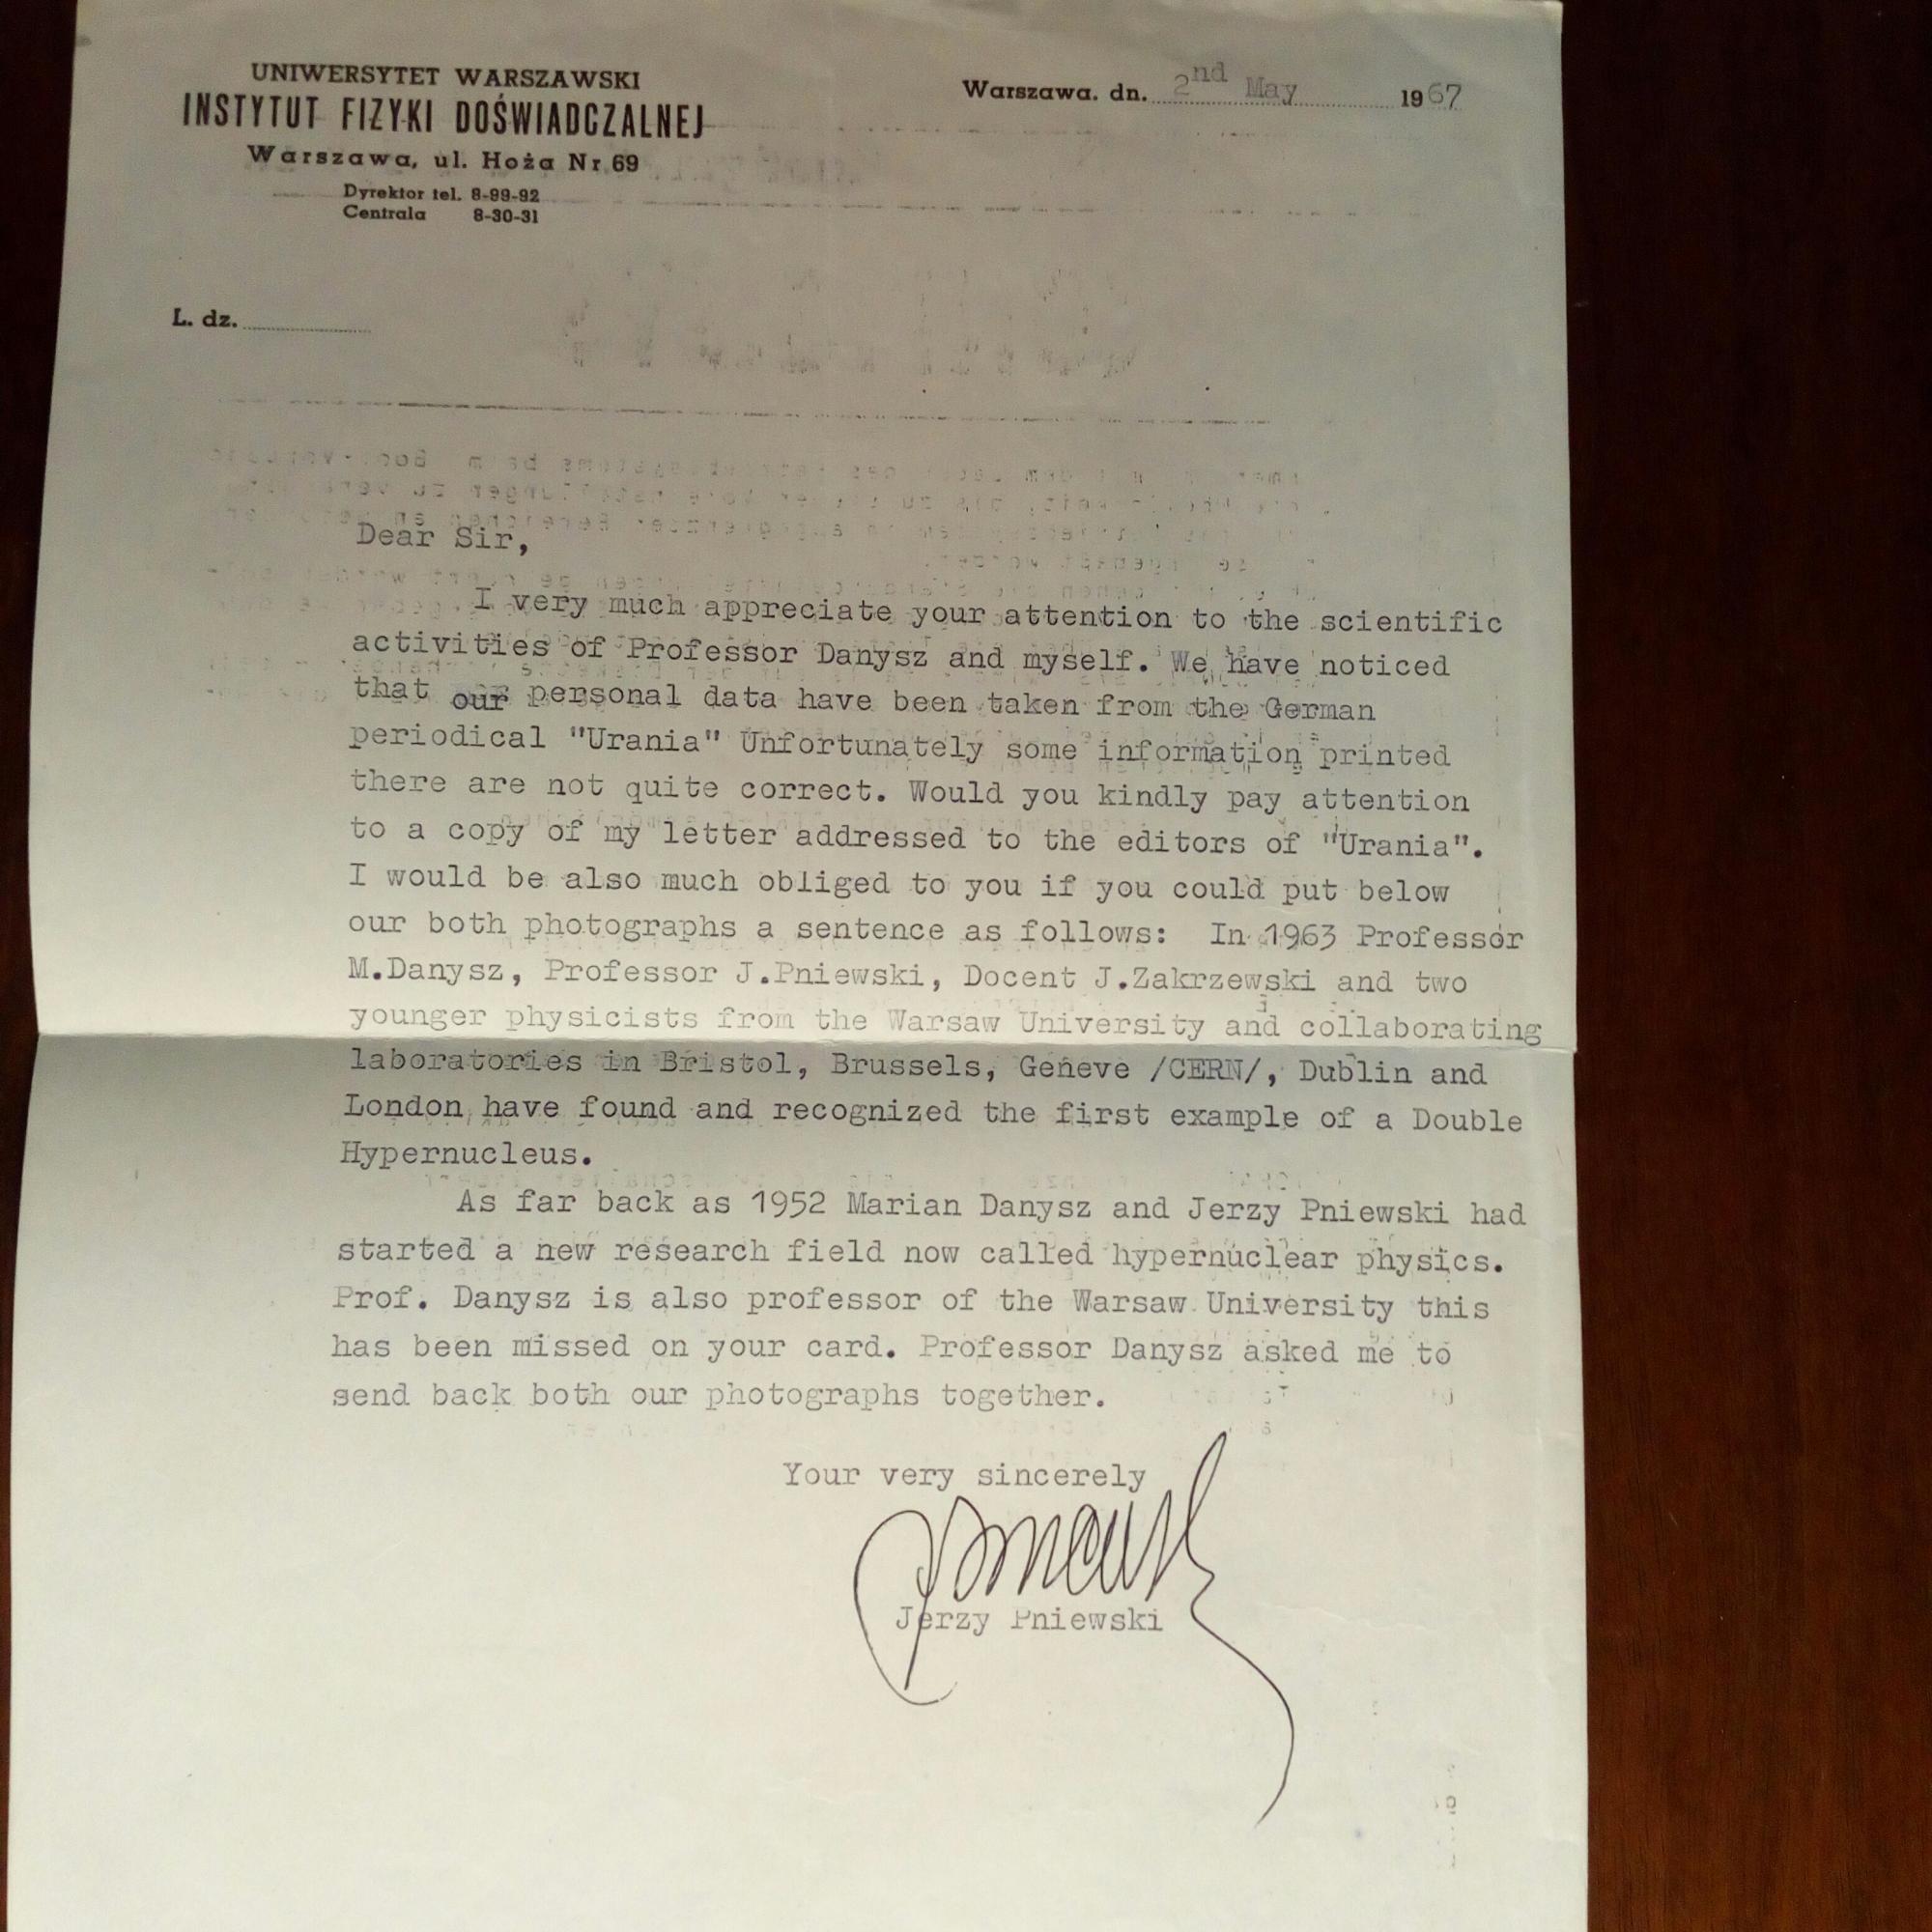 UNIWERSYTET WARSZAWSKI
INSTYTUT FIZYKI DOŚWIADCZALNEJ
Warszawa, ul. Hoża Nr 69
Dyrektor tel. 8-99-92
Centrala 8-30-31
Warszawa. dn. 2nd May 1967
L. dz.
Dear Sir,
I very much appreciate your attention to the scientific
activities of Professor Danysz and myself. We have noticed
that our personal data have been taken from the German
periodical "Urania" Unfortunately some information printed
there are not quite correct. Would you kindly pay attention
to a copy of my letter addressed to the editors of "Urania".
I would be also much obliged to you if you could put below
our both photographs a sentence as follows: In 1963 Professor
M.Danysz, Professor J.Pniewski, Docent J.Zakrzewski and two
younger physicists from the Warsaw University and collaborating
laboratories in Bristol, Brussels, Geneve /CERN/, Dublin and
London have found and recognized the first example of a Double
Hypernucleus.
As far back as 1952 Marian Danysz and Jerzy Pniewski had
started a new research field now called hypernuclear physics.
Prof. Danysz is also professor of the Warsaw University this
has been missed on your card. Professor Danysz asked me to
send back both our photographs together.
Your very sincerely
Jerzy Pniewski